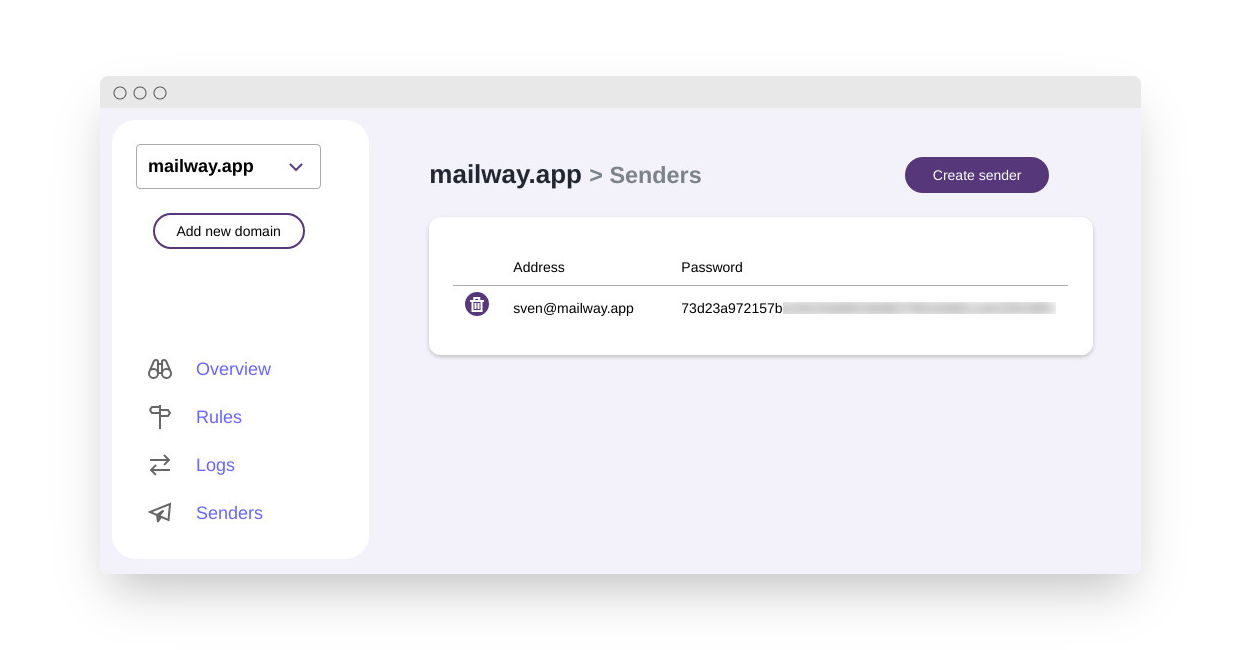 mailway.app
Add new domain
Overview
Rules
Logs
Senders
mailway.app > Senders
Create sender
Address Password
sven@mailway.app 73d23a972157b